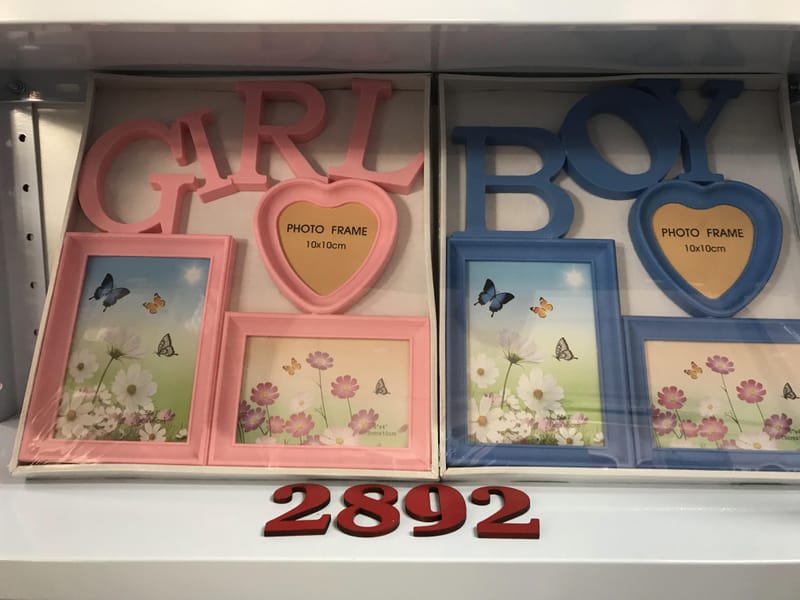 GIRL
PHOTO FRAME
10x10cm
BOY
PHOTO FRAME
10x10cm
2892